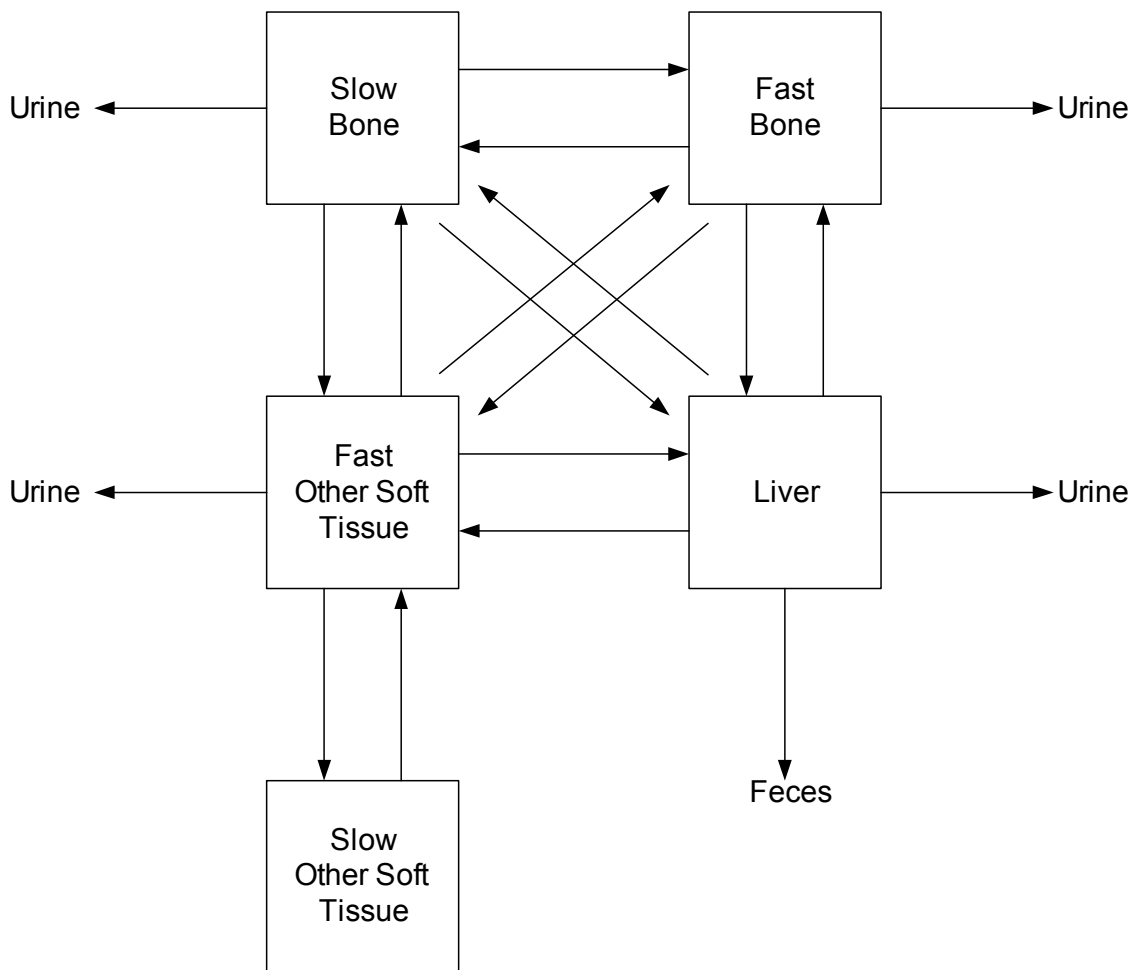 Slow
Bone
Fast
Bone
Urine
Urine
Fast
Other Soft
Tissue
Liver
Urine
Urine
Feces
Slow
Other Soft
Tissue